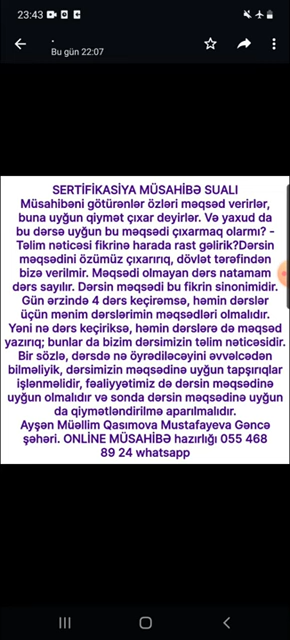 23:43
.
Bu gün 22:07
SERTİFİKASİYA MÜSAHİBƏ SUALI
Müsahibəni götürənlər özləri məqsəd verirlər,
buna uyğun qiymət çıxar deyirlər. Və yaxud da
bu dərsə uyğun bu məqsədi çıxarmaq olarmı? -
Təlim nəticəsi fikrinə harada rast gəlirik?Dərsin
məqsədini özümüz çıxarırıq, dövlət tərəfindən
bizə verilmir. Məqsədi olmayan dərs natamam
dərs sayılır. Dərsin məqsədi bu fikrin sinonimidir.
Gün ərzində 4 dərs keçirəmsə, həmin dərslər
üçün mənim dərslərimin məqsədləri olmalıdır.
Yəni nə dərs keçiriksə, həmin dərslərə də məqsəd
yazırıq; bunlar da bizim dərsimizin təlim nəticəsidir.
Bir sözlə, dərsdə nə öyrədiləcəyini əvvəlcədən
bilməliyik, dərsimizin məqsədinə uyğun tapşırıqlar
işlənməlidir, fəaliyyətimiz də dərsin məqsədinə
uyğun olmalıdır və sonda dərsin məqsədinə uyğun
da qiymətləndirilmə aparılmalıdır.
Ayşən Müəllim Qasımova Mustafayeva Gəncə
şəhəri. ONLİNE MÜSAHİBƏ hazırlığı 055 468
89 24 whatsapp